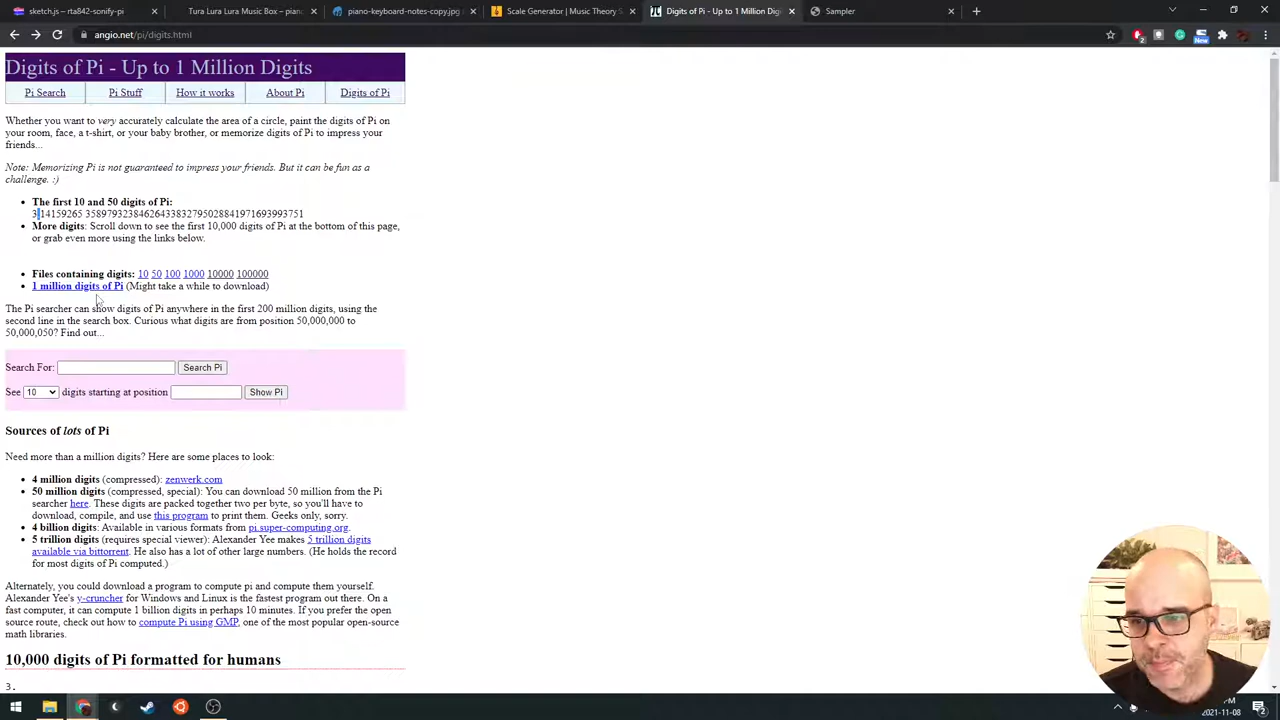 sketch.js - rta842-sounding
Tura Lura Lura Music Box - pian
piano-keyboard-notes-copy.jpg
Scale Generator | Music Theory S
Digits of Pi - Up to 1 Million Dig
Sampler
angio.net/pi/digits.html
New
Digits of Pi - Up to 1 Million Digits
Pi Search Pi Stuff How it works About Pi Digits of Pi
Whether you want to very accurately calculate the area of a circle, paint the digits of Pi on
your room, face, a t-shirt, or your baby brother, or memorize digits of Pi to impress your
friends...
Note: Memorizing Pi is not guaranteed to impress your friends. But it can be fun as a
challenge. :)
The first 10 and 50 digits of Pi:
3.14159265 358979323846264338327950288419716939937​51
More digits: Scroll down to see the first 10,000 digits of Pi at the bottom of this page,
or grab even more using the links below.
Files containing digits: 10 50 100 1000 10000 100000
1 million digits of Pi (Might take a while to download)
The Pi searcher can show digits of Pi anywhere in the first 200 million digits, using the
second line in the search box. Curious what digits are from position 50,000,000 to
50,000,050? Find out...
Search For: Search Pi
See 10 digits starting at position Show Pi
Sources of lots of Pi
Need more than a million digits? Here are some places to look:
4 million digits (compressed): zenwerk.com
50 million digits (compressed, special): You can download 50 million from the Pi
searcher here. These digits are packed together two per byte, so you'll have to
download, compile, and use this program to print them. Geeks only, sorry.
4 billion digits: Available in various formats from pi.super-computing.org.
5 trillion digits (requires special viewer): Alexander Yee makes 5 trillion digits
available via bittorrent. He also has a lot of other large numbers. (He holds the record
for most digits of Pi computed.)
Alternately, you could download a program to compute pi and compute them yourself.
Alexander Yee's y-cruncher for Windows and Linux is the fastest program out there. On a
fast computer, it can compute 1 billion digits in perhaps 10 minutes. If you prefer the open
source route, check out how to compute Pi using GMP, one of the most popular open-source
math libraries.
10,000 digits of Pi formatted for humans
3.
2021-11-08
2